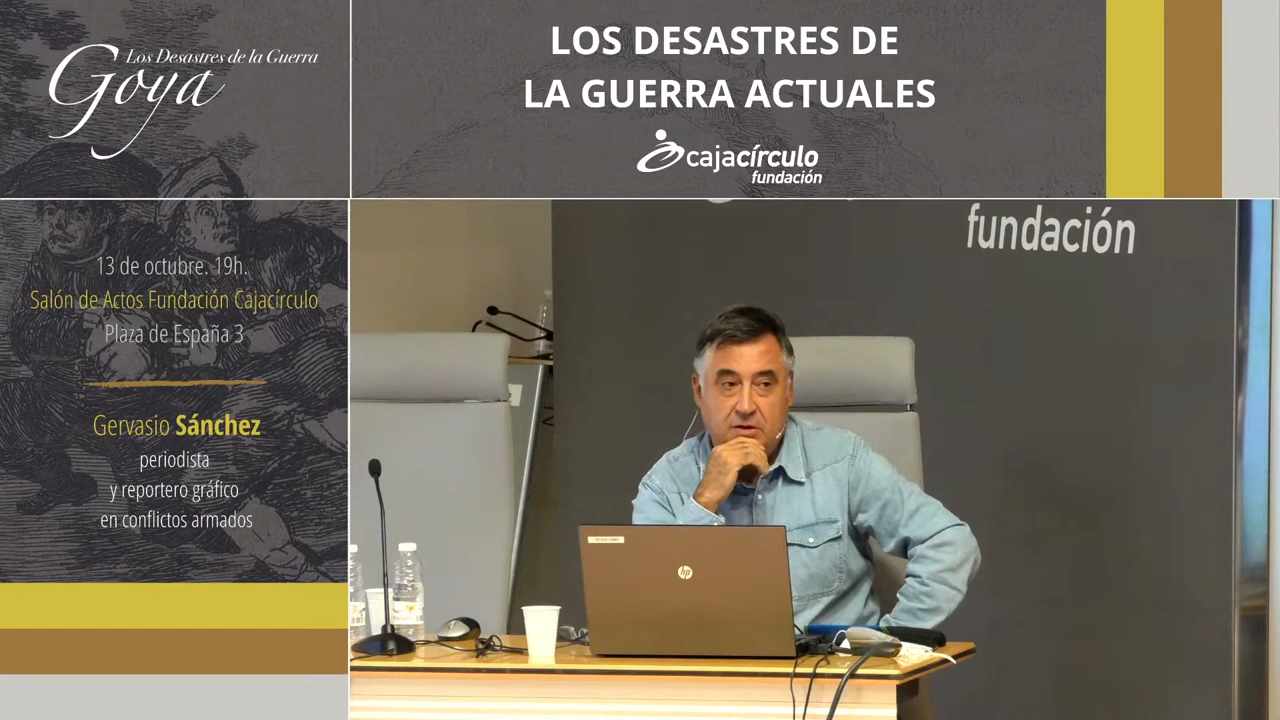 Los Desastres de la Guerra
Goya
LOS DESASTRES DE
LA GUERRA ACTUALES
cajacírculo
fundación
13 de octubre. 19h.
Salón de Actos Fundación Cajacírculo
Plaza de España 3
Gervasio Sánchez
periodista
y reportero gráfico
en conflictos armados
fundación
hp